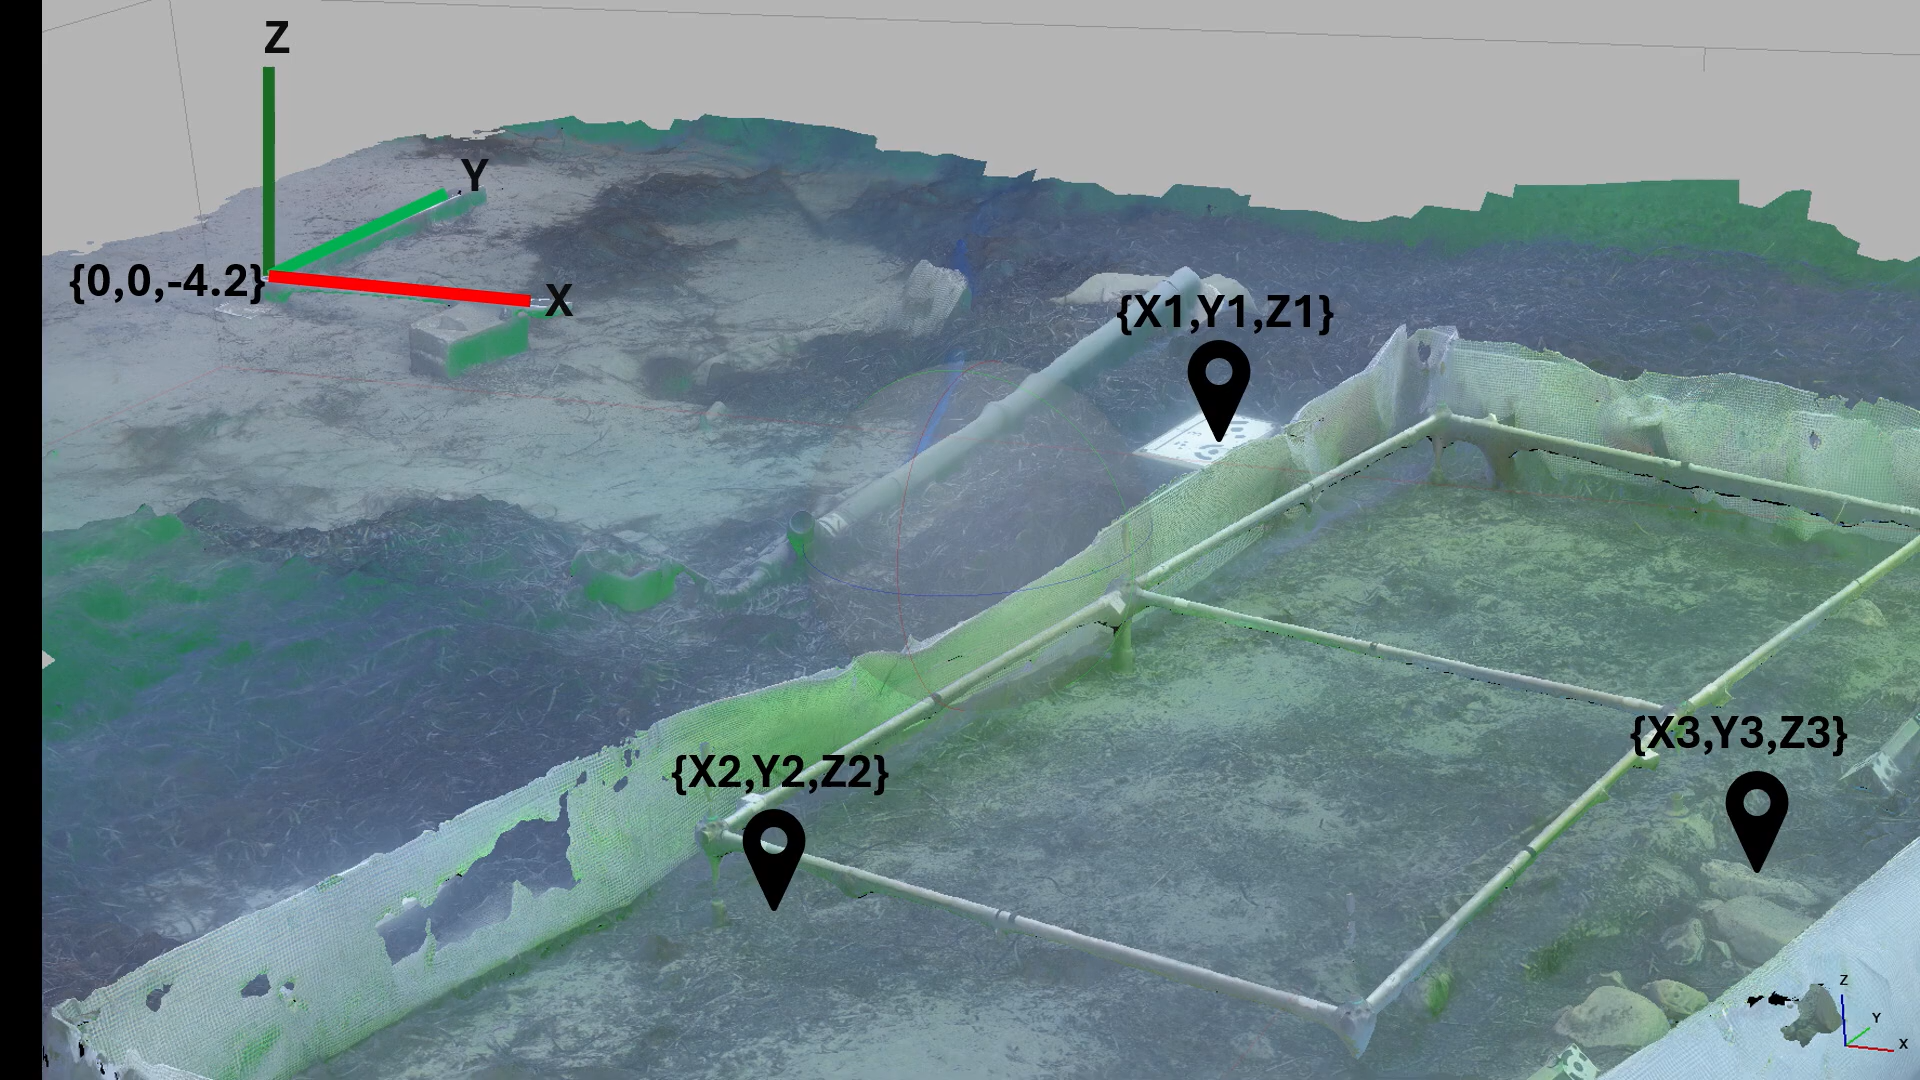 Z
Y
{0,0,-4.2}
X
{X1,Y1,Z1}
{X3,Y3,Z3}
{X2,Y2,Z2}
Z
Y
X